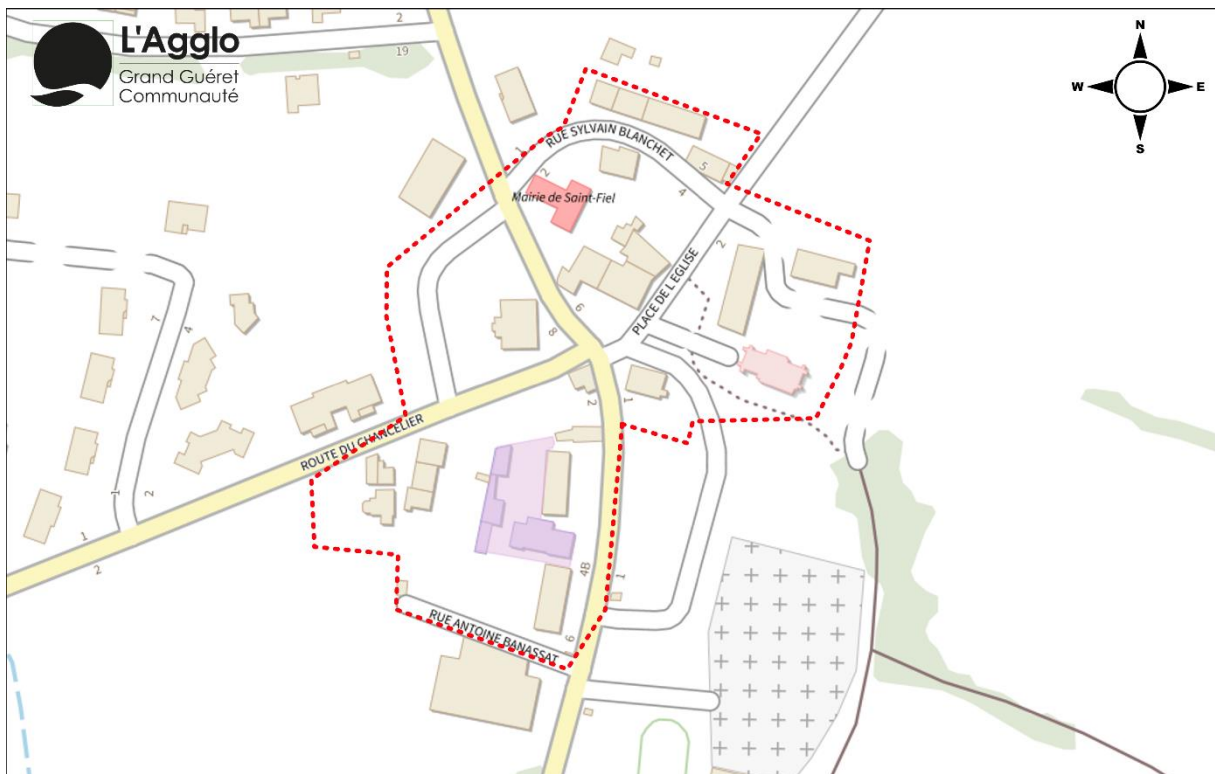 L'Agglo
Grand Guéret
Communauté
2
19
N
W
E
S
1
2
RUE SYLVAIN BLANCHET
5
4
Mairie de Saint-Fiel
2
PLACE DE L EGLISE
6
8
7
4
2
1
ROUTE DU CHANCELIER
1
2
1
2
4B
1
RUE ANTOINE BANASSAT
6